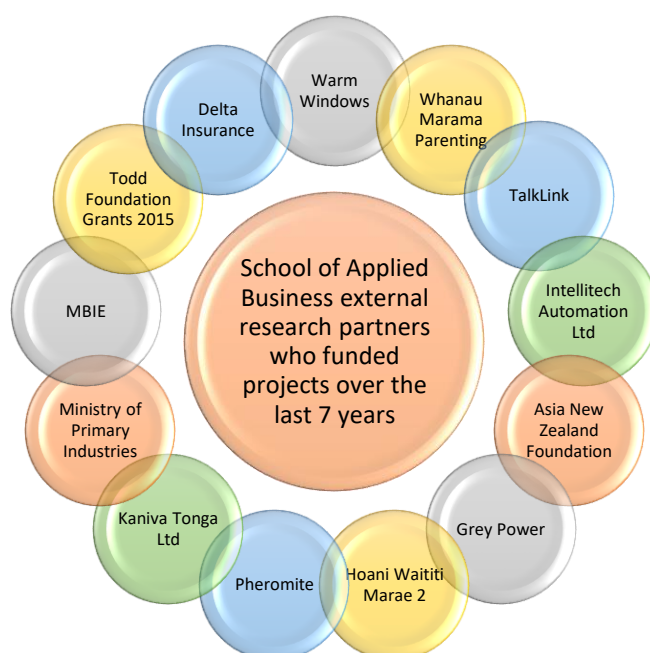 Warm
Windows
Whanau
Marama
Parenting
TalkLink
Intellitech
Automation
Ltd
Asia New
Zealand
Foundation
Grey Power
Hoani Waititi
Marae 2
Pheromite
Kaniva Tonga
Ltd
Ministry of
Primary
Industries
MBIE
Todd
Foundation
Grants 2015
Delta
Insurance
School of Applied
Business external
research partners
who funded
projects over the
last 7 years